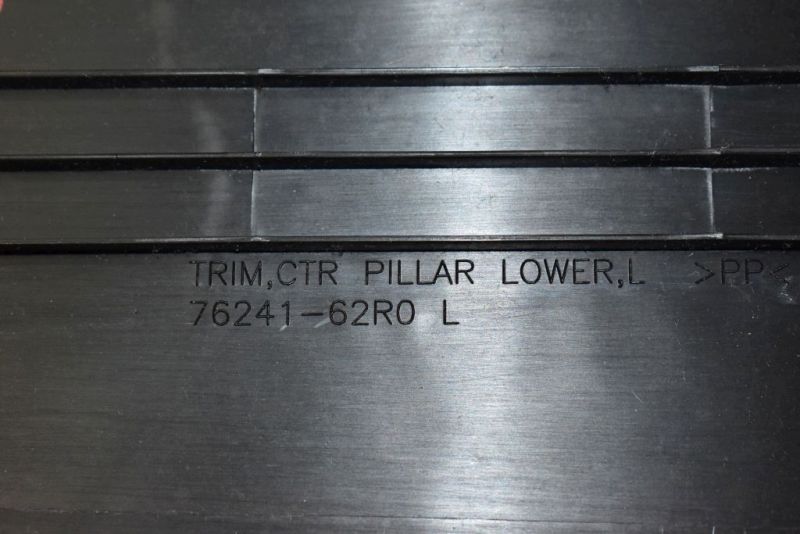 TRIM,CTR PILLAR LOWER,L >PP<
76241-62R0 L